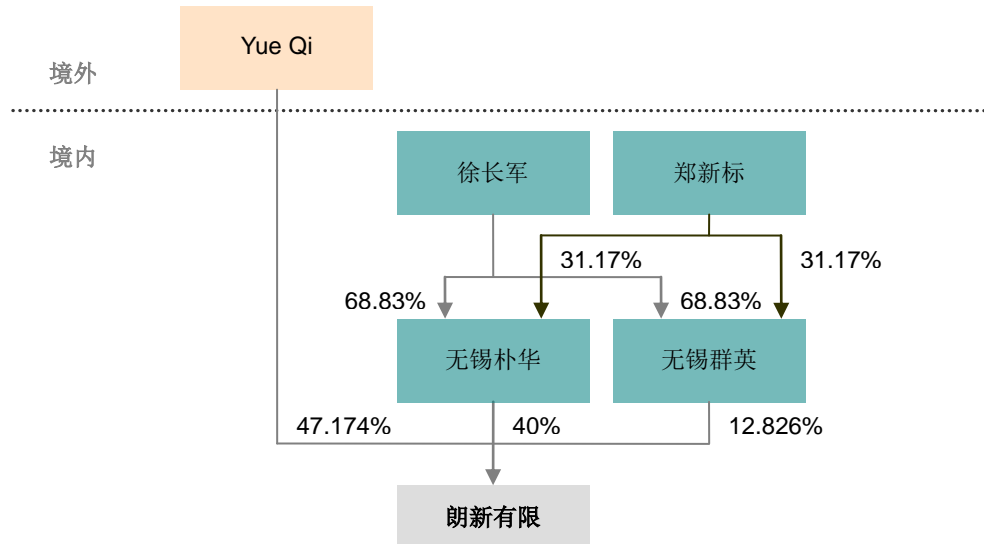 Yue Qi
境外
境内
徐长军
郑新标
31.17%
31.17%
68.83%
68.83%
无锡朴华
无锡群英
47.174%
40%
12.826%
朗新有限